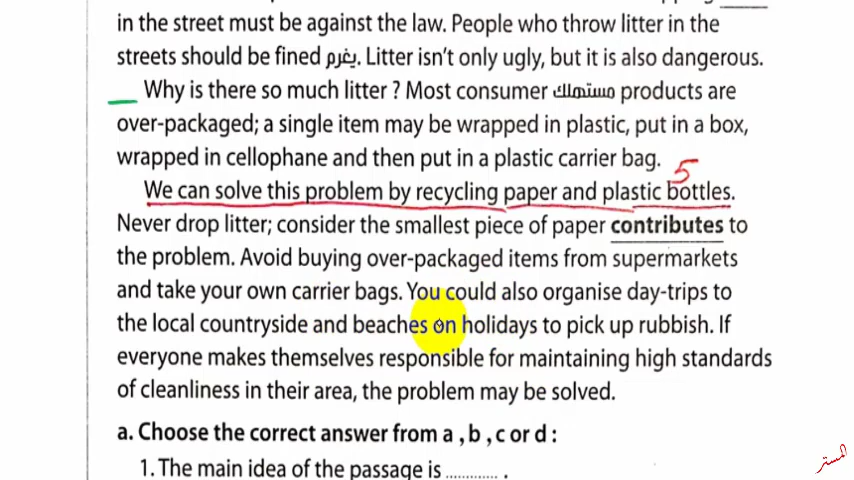 in the street must be against the law. People who throw litter in the
streets should be fined يغرم. Litter isn't only ugly, but it is also dangerous.
Why is there so much litter ? Most consumer مستهلك products are
over-packaged; a single item may be wrapped in plastic, put in a box,
wrapped in cellophane and then put in a plastic carrier bag.
5
We can solve this problem by recycling paper and plastic bottles.
Never drop litter; consider the smallest piece of paper contributes to
the problem. Avoid buying over-packaged items from supermarkets
and take your own carrier bags. You could also organise day-trips to
the local countryside and beaches on holidays to pick up rubbish. If
everyone makes themselves responsible for maintaining high standards
of cleanliness in their area, the problem may be solved.
a. Choose the correct answer from a , b , c or d :
1. The main idea of the passage is ............. .
المستر